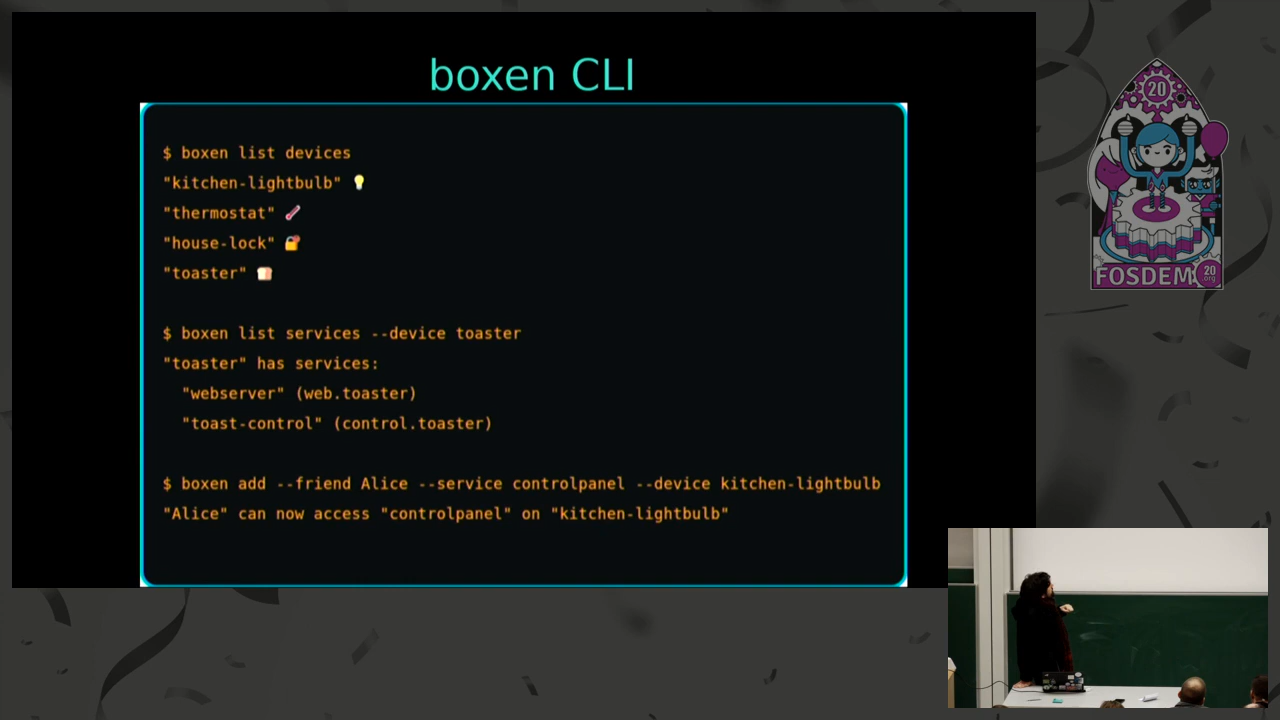 boxen CLI
$ boxen list devices
"kitchen-lightbulb" 💡
"thermostat" 🌡️
"house-lock" 🔐
"toaster" 🍞
$ boxen list services --device toaster
"toaster" has services:
"webserver" (web.toaster)
"toast-control" (control.toaster)
$ boxen add --friend Alice --service controlpanel --device kitchen-lightbulb
"Alice" can now access "controlpanel" on "kitchen-lightbulb"
20
FOSDEM
20
.org